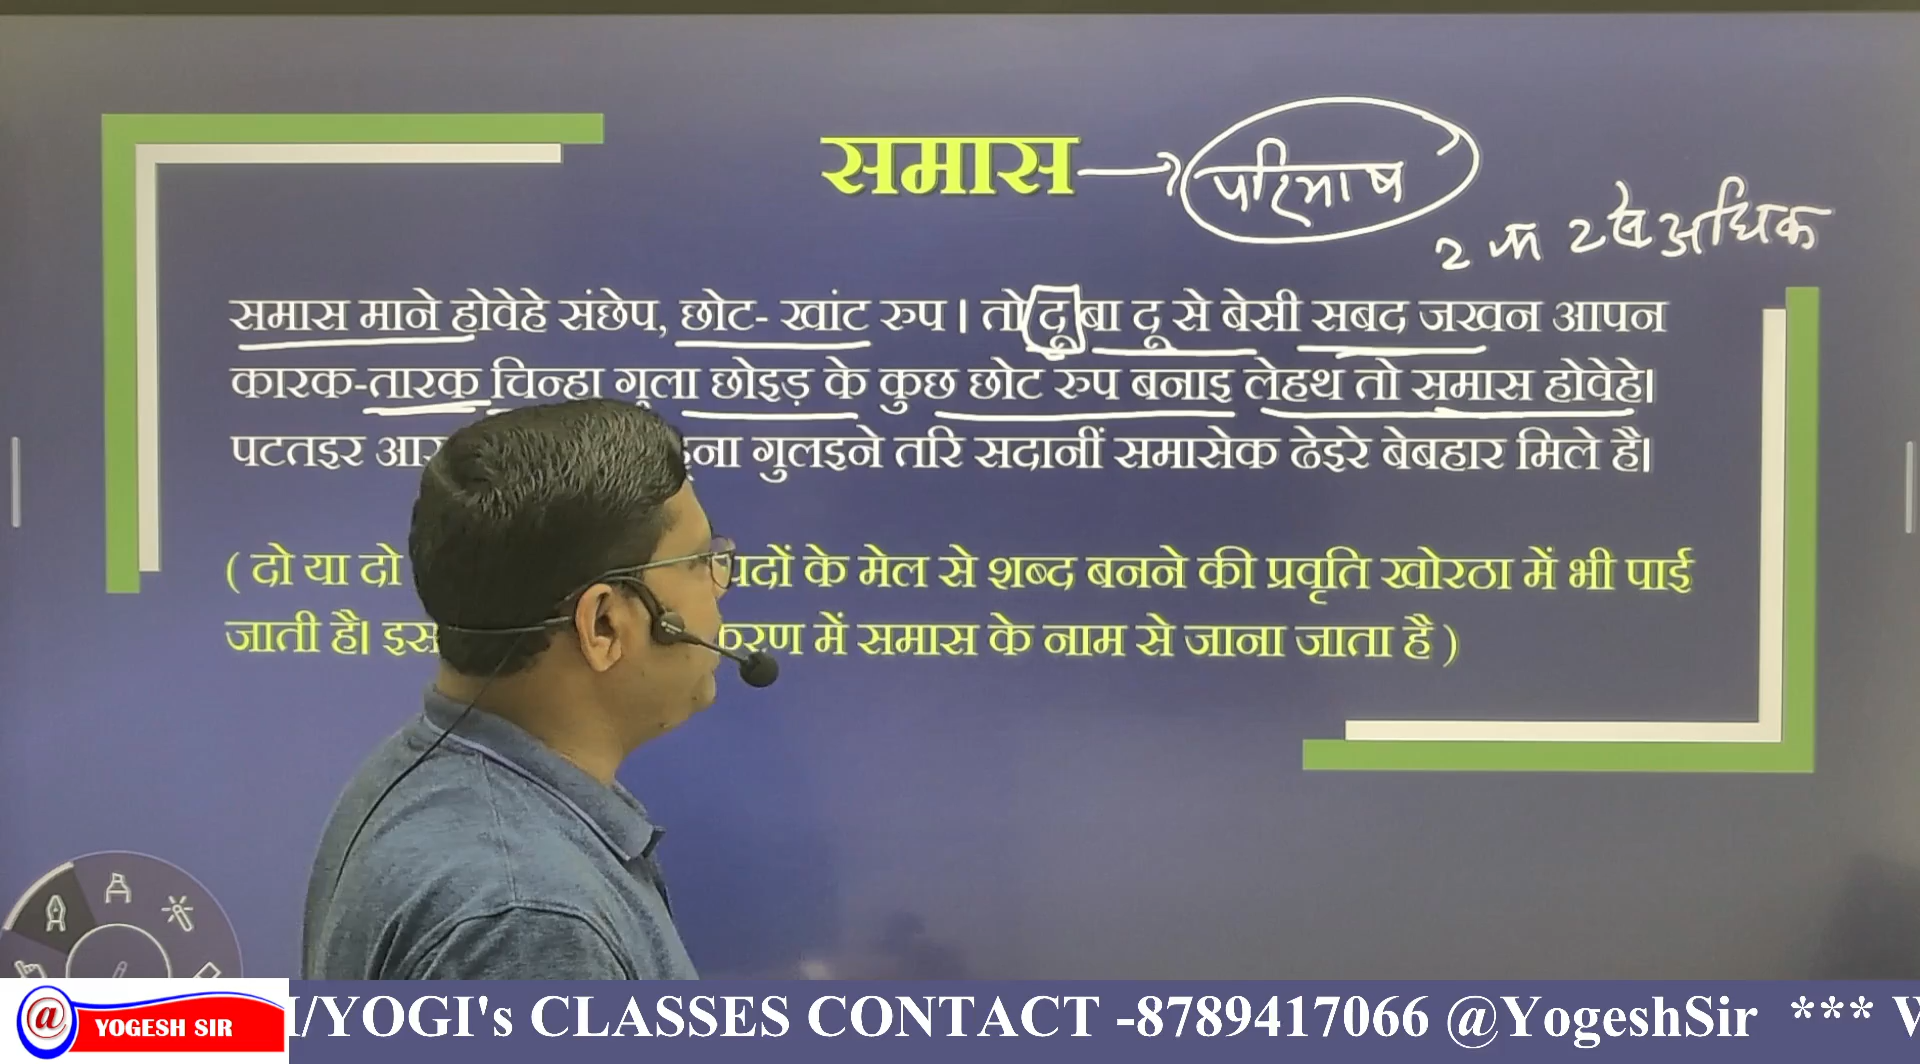 समास
परिभाष
2 2 से अधिक
समास माने होवेहे संछेप, छोट- खांट रुप । तो दू बा दू से बेसी सबद जखन आपन
कारक-तारक चिन्हा गुला छोइड़ के कुछ छोट रुप बनाइ लेहथ तो समास होवेहे।
पटतइर गुलइने तरि सदानीं समासेक ढेइरे बेबहार मिले है।
( दो या दो पदों के मेल से शब्द बनने की प्रवृति खोरठा में भी पाई
जाती है। इस में समास के नाम से जाना जाता है )
@ YOGESH SIR
I/YOGI's CLASSES CONTACT -8789417066 @YogeshSir ***